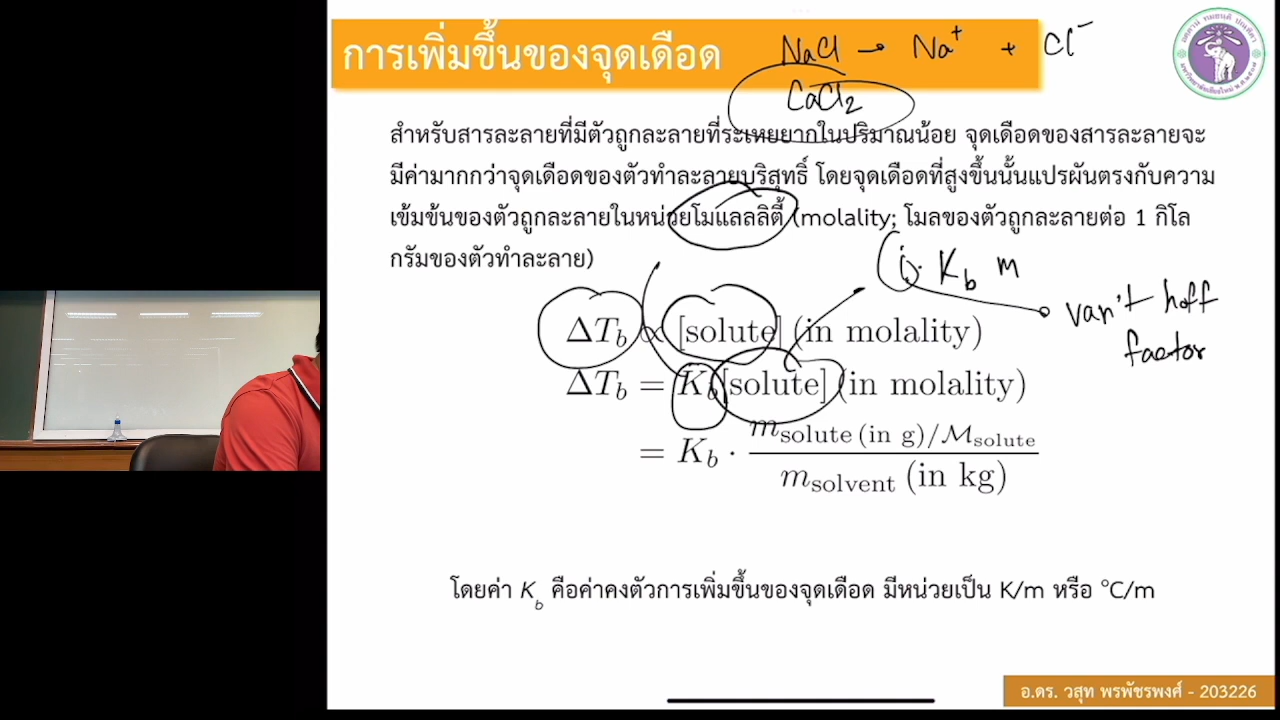 การเพิ่มขึ้นของจุดเดือด
NaCl → Na⁺ + Cl⁻
CaCl₂
สำหรับสารละลายที่มีตัวถูกละลายที่ระเหยยากในปริมาณน้อย จุดเดือดของสารละลายจะ
มีค่ามากกว่าจุดเดือดของตัวทำละลายบริสุทธิ์ โดยจุดเดือดที่สูงขึ้นนั้นแปรผันตรงกับความ
เข้มข้นของตัวถูกละลายในหน่วยโมแลลลิตี้ (molality; โมลของตัวถูกละลายต่อ 1 กิโล
กรัมของตัวทำละลาย)
i · K_b m
van't hoff
factor
ΔT_b ∝ [solute] (in molality)
ΔT_b = K_b[solute] (in molality)
= K_b · m_solute (in g)/ℳ_solute
m_solvent (in kg)
โดยค่า K_b คือค่าคงตัวการเพิ่มขึ้นของจุดเดือด มีหน่วยเป็น K/m หรือ °C/m
อ.ดร. วสุท พรพัชรพงศ์ - 203226